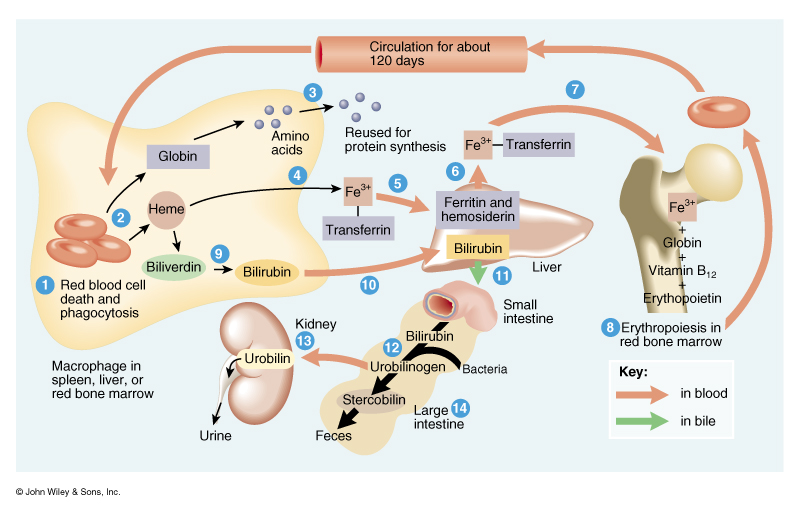 Circulation for about
120 days
3
Amino
acids
Reused for
protein synthesis
Globin
2
Heme
4
Fe3+
Transferrin
5
Biliverdin
9
Bilirubin
10
1 Red blood cell
death and
phagocytosis
Macrophage in
spleen, liver, or
red bone marrow
7
Fe3+
Transferrin
6
Ferritin and
hemosiderin
Bilirubin
Liver
11
Small
intestine
Fe3+
+
Globin
+
Vitamin B12
+
Erythopoietin
8 Erythropoiesis in
red bone marrow
Kidney
13
Urobilin
Urine
Bilirubin
12
Urobilinogen
Bacteria
Stercobilin
Large 14
intestine
Feces
Key:
in blood
in bile
© John Wiley & Sons, Inc.